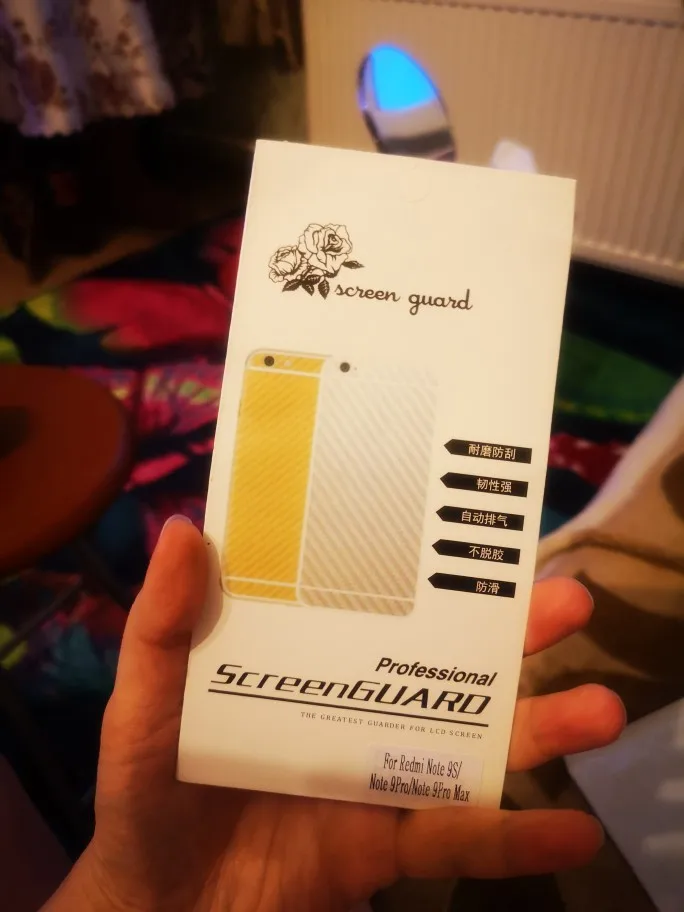 screen guard
耐磨防刮
韧性强
自动排气
不脱胶
防滑
Professional
ScreenGUARD
THE GREATEST GUARDER FOR LCD SCREEN
For Redmi Note 9S/
Note 9Pro/Note 9Pro Max